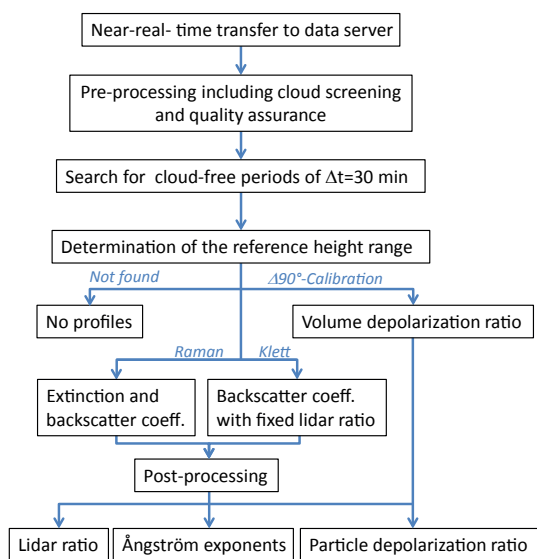 Near-real- time transfer to data server
Pre-processing including cloud screening
and quality assurance
Search for cloud-free periods of Δt=30 min
Determination of the reference height range
Not found
Δ90°-Calibration
No profiles
Volume depolarization ratio
Raman
Klett
Extinction and
backscatter coeff.
Backscatter coeff.
with fixed lidar ratio
Post-processing
Lidar ratio
Ångström exponents
Particle depolarization ratio